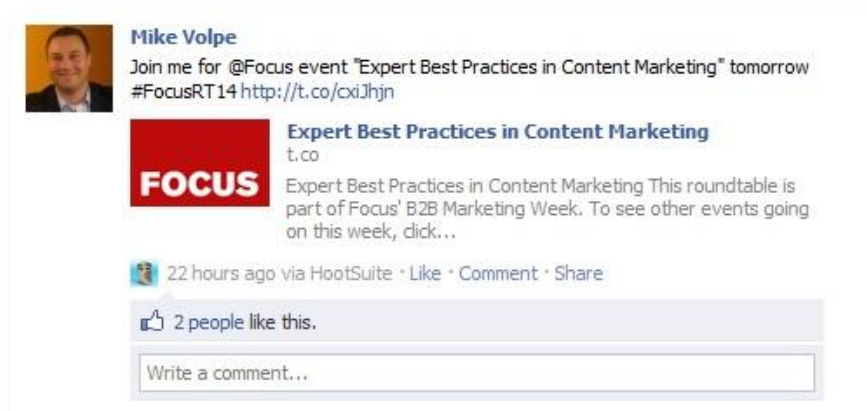 Mike Volpe
Join me for @Focus event "Expert Best Practices in Content Marketing" tomorrow
#FocusRT14 http://t.co/cxiJhjn
FOCUS
Expert Best Practices in Content Marketing
t.co
Expert Best Practices in Content Marketing This roundtable is
part of Focus' B2B Marketing Week. To see other events going
on this week, click...
22 hours ago via HootSuite · Like · Comment · Share
2 people like this.
Write a comment...